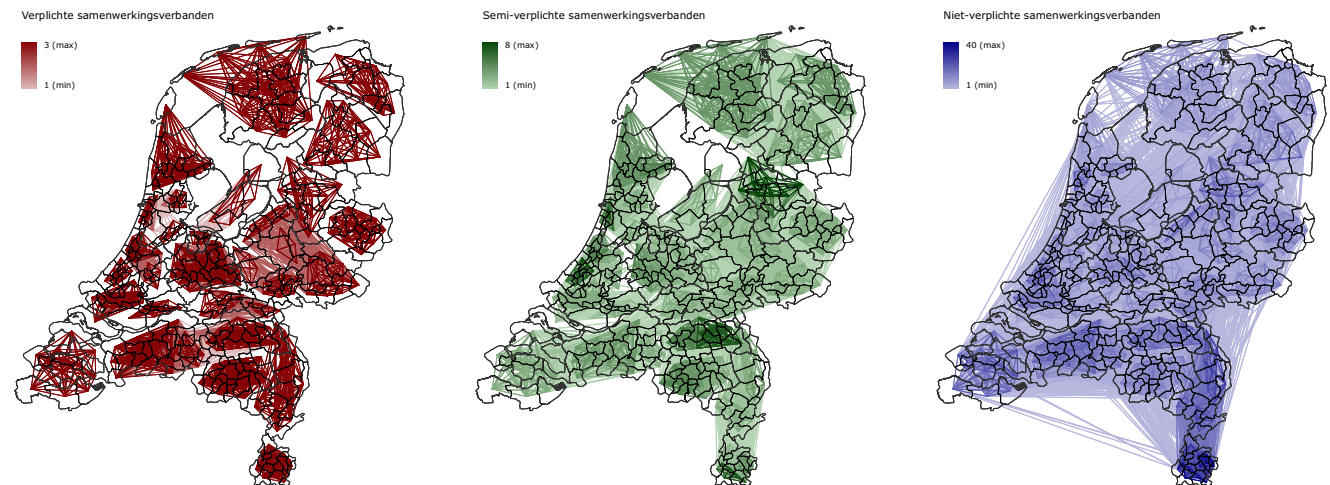 Verplichte samenwerkingsverbanden
3 (max)
1 (min)
Semi-verplichte samenwerkingsverbanden
8 (max)
1 (min)
Niet-verplichte samenwerkingsverbanden
40 (max)
1 (min)